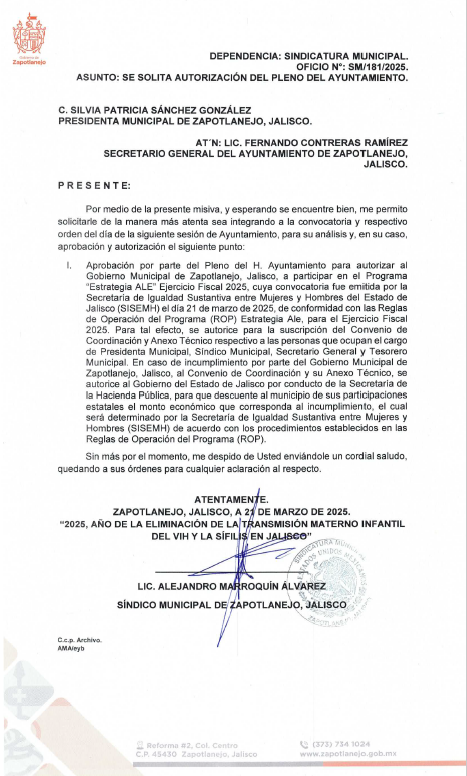 Gobierno de
Zapotlanejo
DEPENDENCIA: SINDICATURA MUNICIPAL.
OFICIO N°: SM/181/2025.
ASUNTO: SE SOLITA AUTORIZACIÓN DEL PLENO DEL AYUNTAMIENTO.
C. SILVIA PATRICIA SÁNCHEZ GONZÁLEZ
PRESIDENTA MUNICIPAL DE ZAPOTLANEJO, JALISCO.
AT´N: LIC. FERNANDO CONTRERAS RAMÍREZ
SECRETARIO GENERAL DEL AYUNTAMIENTO DE ZAPOTLANEJO,
JALISCO.
P R E S E N T E:
Por medio de la presente misiva, y esperando se encuentre bien, me permito
solicitarle de la manera más atenta sea integrando a la convocatoria y respectivo
orden del día de la siguiente sesión de Ayuntamiento, para su análisis y, en su caso,
aprobación y autorización el siguiente punto:
I. Aprobación por parte del Pleno del H. Ayuntamiento para autorizar al
Gobierno Municipal de Zapotlanejo, Jalisco, a participar en el Programa
“Estrategia ALE” Ejercicio Fiscal 2025, cuya convocatoria fue emitida por la
Secretaría de Igualdad Sustantiva entre Mujeres y Hombres del Estado de
Jalisco (SISEMH) el día 21 de marzo de 2025, de conformidad con las Reglas
de Operación del Programa (ROP) Estrategia Ale, para el Ejercicio Fiscal
2025. Para tal efecto, se autorice para la suscripción del Convenio de
Coordinación y Anexo Técnico respectivo a las personas que ocupan el cargo
de Presidenta Municipal, Síndico Municipal, Secretario General y Tesorero
Municipal. En caso de incumplimiento por parte del Gobierno Municipal de
Zapotlanejo, Jalisco, al Convenio de Coordinación y su Anexo Técnico, se
autorice al Gobierno del Estado de Jalisco por conducto de la Secretaría de
la Hacienda Pública, para que descuente al municipio de sus participaciones
estatales el monto económico que corresponda al incumplimiento, el cual
será determinado por la Secretaría de Igualdad Sustantiva entre Mujeres y
Hombres (SISEMH) de acuerdo con los procedimientos establecidos en las
Reglas de Operación del Programa (ROP).
Sin más por el momento, me despido de Usted enviándole un cordial saludo,
quedando a sus órdenes para cualquier aclaración al respecto.
ATENTAMENTE.
ZAPOTLANEJO, JALISCO, A 21 DE MARZO DE 2025.
“2025, AÑO DE LA ELIMINACIÓN DE LA TRANSMISIÓN MATERNO INFANTIL
DEL VIH Y LA SÍFILIS EN JALISCO”
SINDICATURA MUNICIPAL
ESTADOS UNIDOS MEXICANOS
LIC. ALEJANDRO MARROQUÍN ÁLVAREZ
SÍNDICO MUNICIPAL DE ZAPOTLANEJO, JALISCO
ZAPOTLANEJO, JAL.
C.c.p. Archivo.
AMA/eyb
Reforma #2, Col. Centro
C.P. 45430 Zapotlanejo, Jalisco
(373) 734 1024
www.zapotlanejo.gob.mx